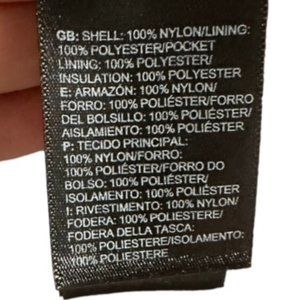 GB: SHELL: 100% NYLON/LINING:
100% POLYESTER/POCKET
LINING: 100% POLYESTER/
INSULATION: 100% POLYESTER
E: ARMAZÓN: 100% NYLON/
FORRO: 100% POLIÉSTER/FORRO
DEL BOLSILLO: 100% POLIÉSTER/
AISLAMIENTO: 100% POLIÉSTER
P: TECIDO PRINCIPAL:
100% NYLON/FORRO:
100% POLIÉSTER/FORRO DO
BOLSO: 100% POLIÉSTER/
ISOLAMENTO: 100% POLIÉSTER
I: RIVESTIMENTO: 100% NYLON/
FODERA: 100% POLIESTERE/
FODERA DELLA TASCA:
100% POLIESTERE/ISOLAMENTO:
100% POLIESTERE